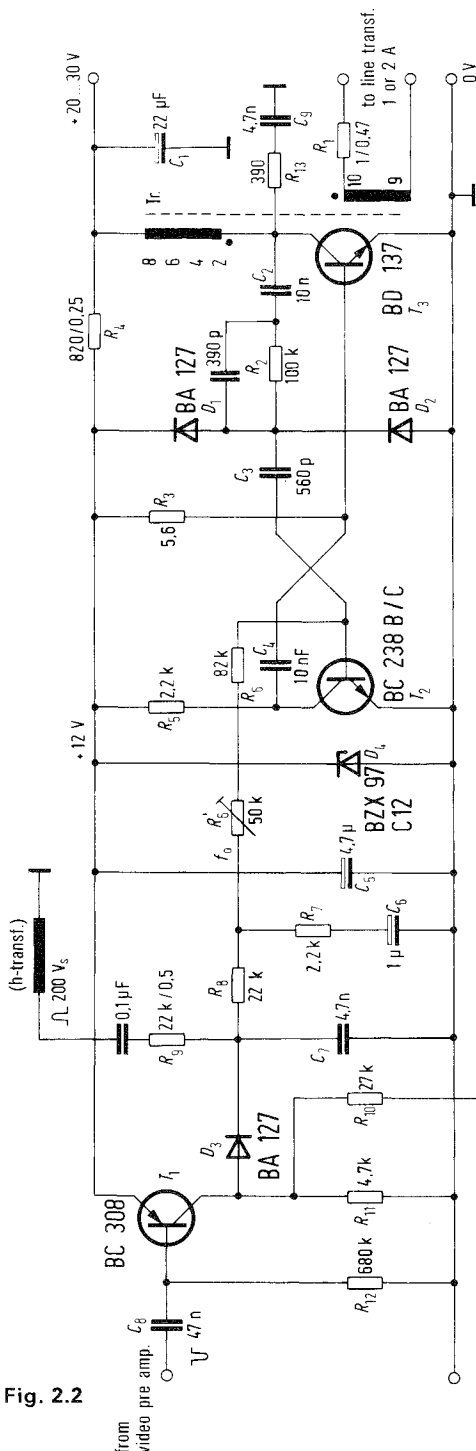 Fig. 2.2
from
video pre amp.
C8
47 n
BC 308
T1
R12
680 k
R11
4.7k
R10
27 k
D3
BA 127
(h-transf.)
200 Vs
0,1µF
R9
22 k / 0,5
C7
4,7n
R8
22 k
R7
2,2 k
C6
1 µ
C5
4,7 µ
fo
R6'
50 k
+12 V
BZX 97
C12
D4
R5
2,2 k
R6
82 k
C4
10 nF
BC 238 B/C
T2
R3
5,6
C3
560 p
820/0,25
R4
BA 127
D1
390 p
R2
100 k
BA 127
D2
C2
10 n
Tr.
8
6
4
2
BD 137
T3
+20 ... 30 V
22 µF
C1
390
R13
4,7n
C9
R1
1/0,47
10
9
to line transf.
1 or 2 A
0 V